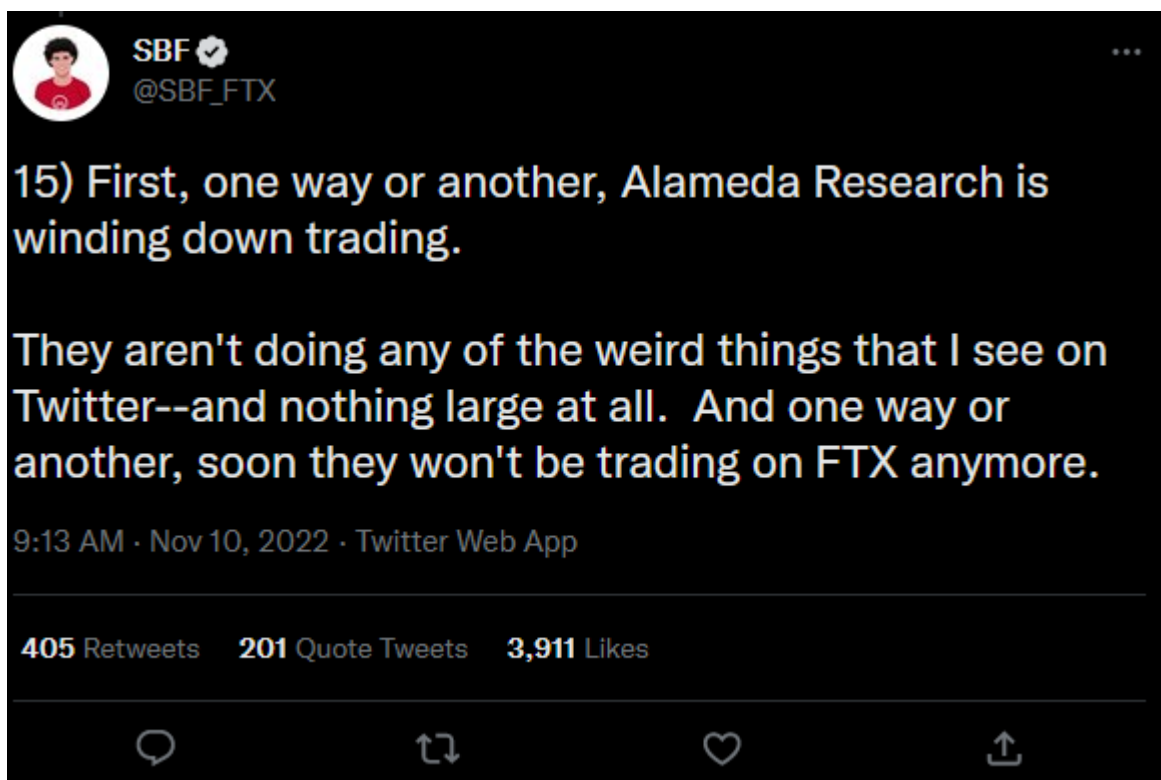 SBF
@SBF_FTX
15) First, one way or another, Alameda Research is
winding down trading.
They aren't doing any of the weird things that I see on
Twitter--and nothing large at all.  And one way or
another, soon they won't be trading on FTX anymore.
9:13 AM · Nov 10, 2022 · Twitter Web App
405 Retweets 201 Quote Tweets 3,911 Likes